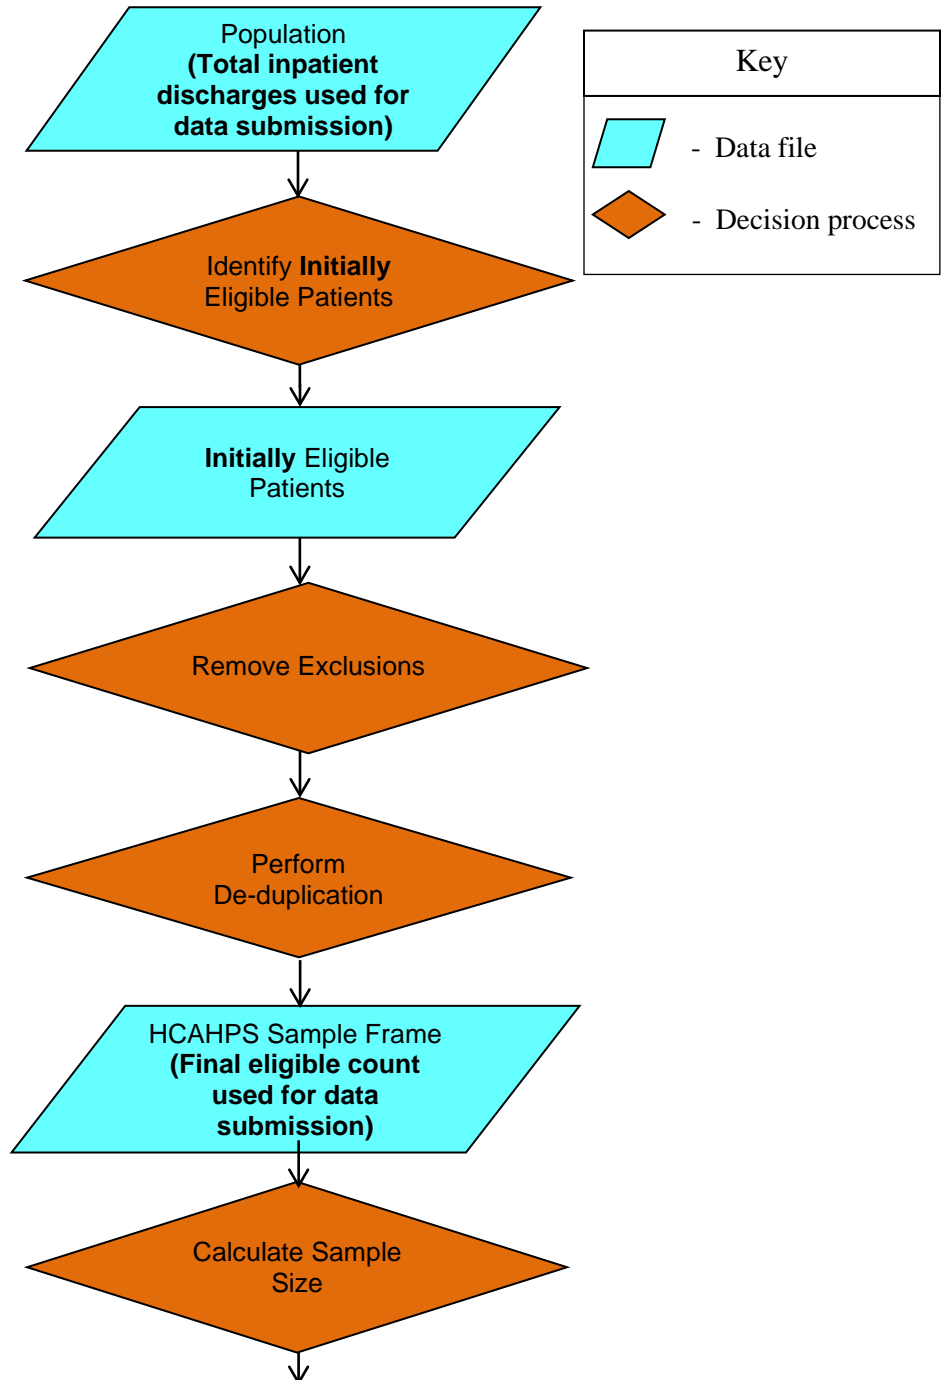 Population
(Total inpatient
discharges used for
data submission)
Key
- Data file
- Decision process
Identify Initially
Eligible Patients
Initially Eligible
Patients
Remove Exclusions
Perform
De-duplication
HCAHPS Sample Frame
(Final eligible count
used for data
submission)
Calculate Sample
Size